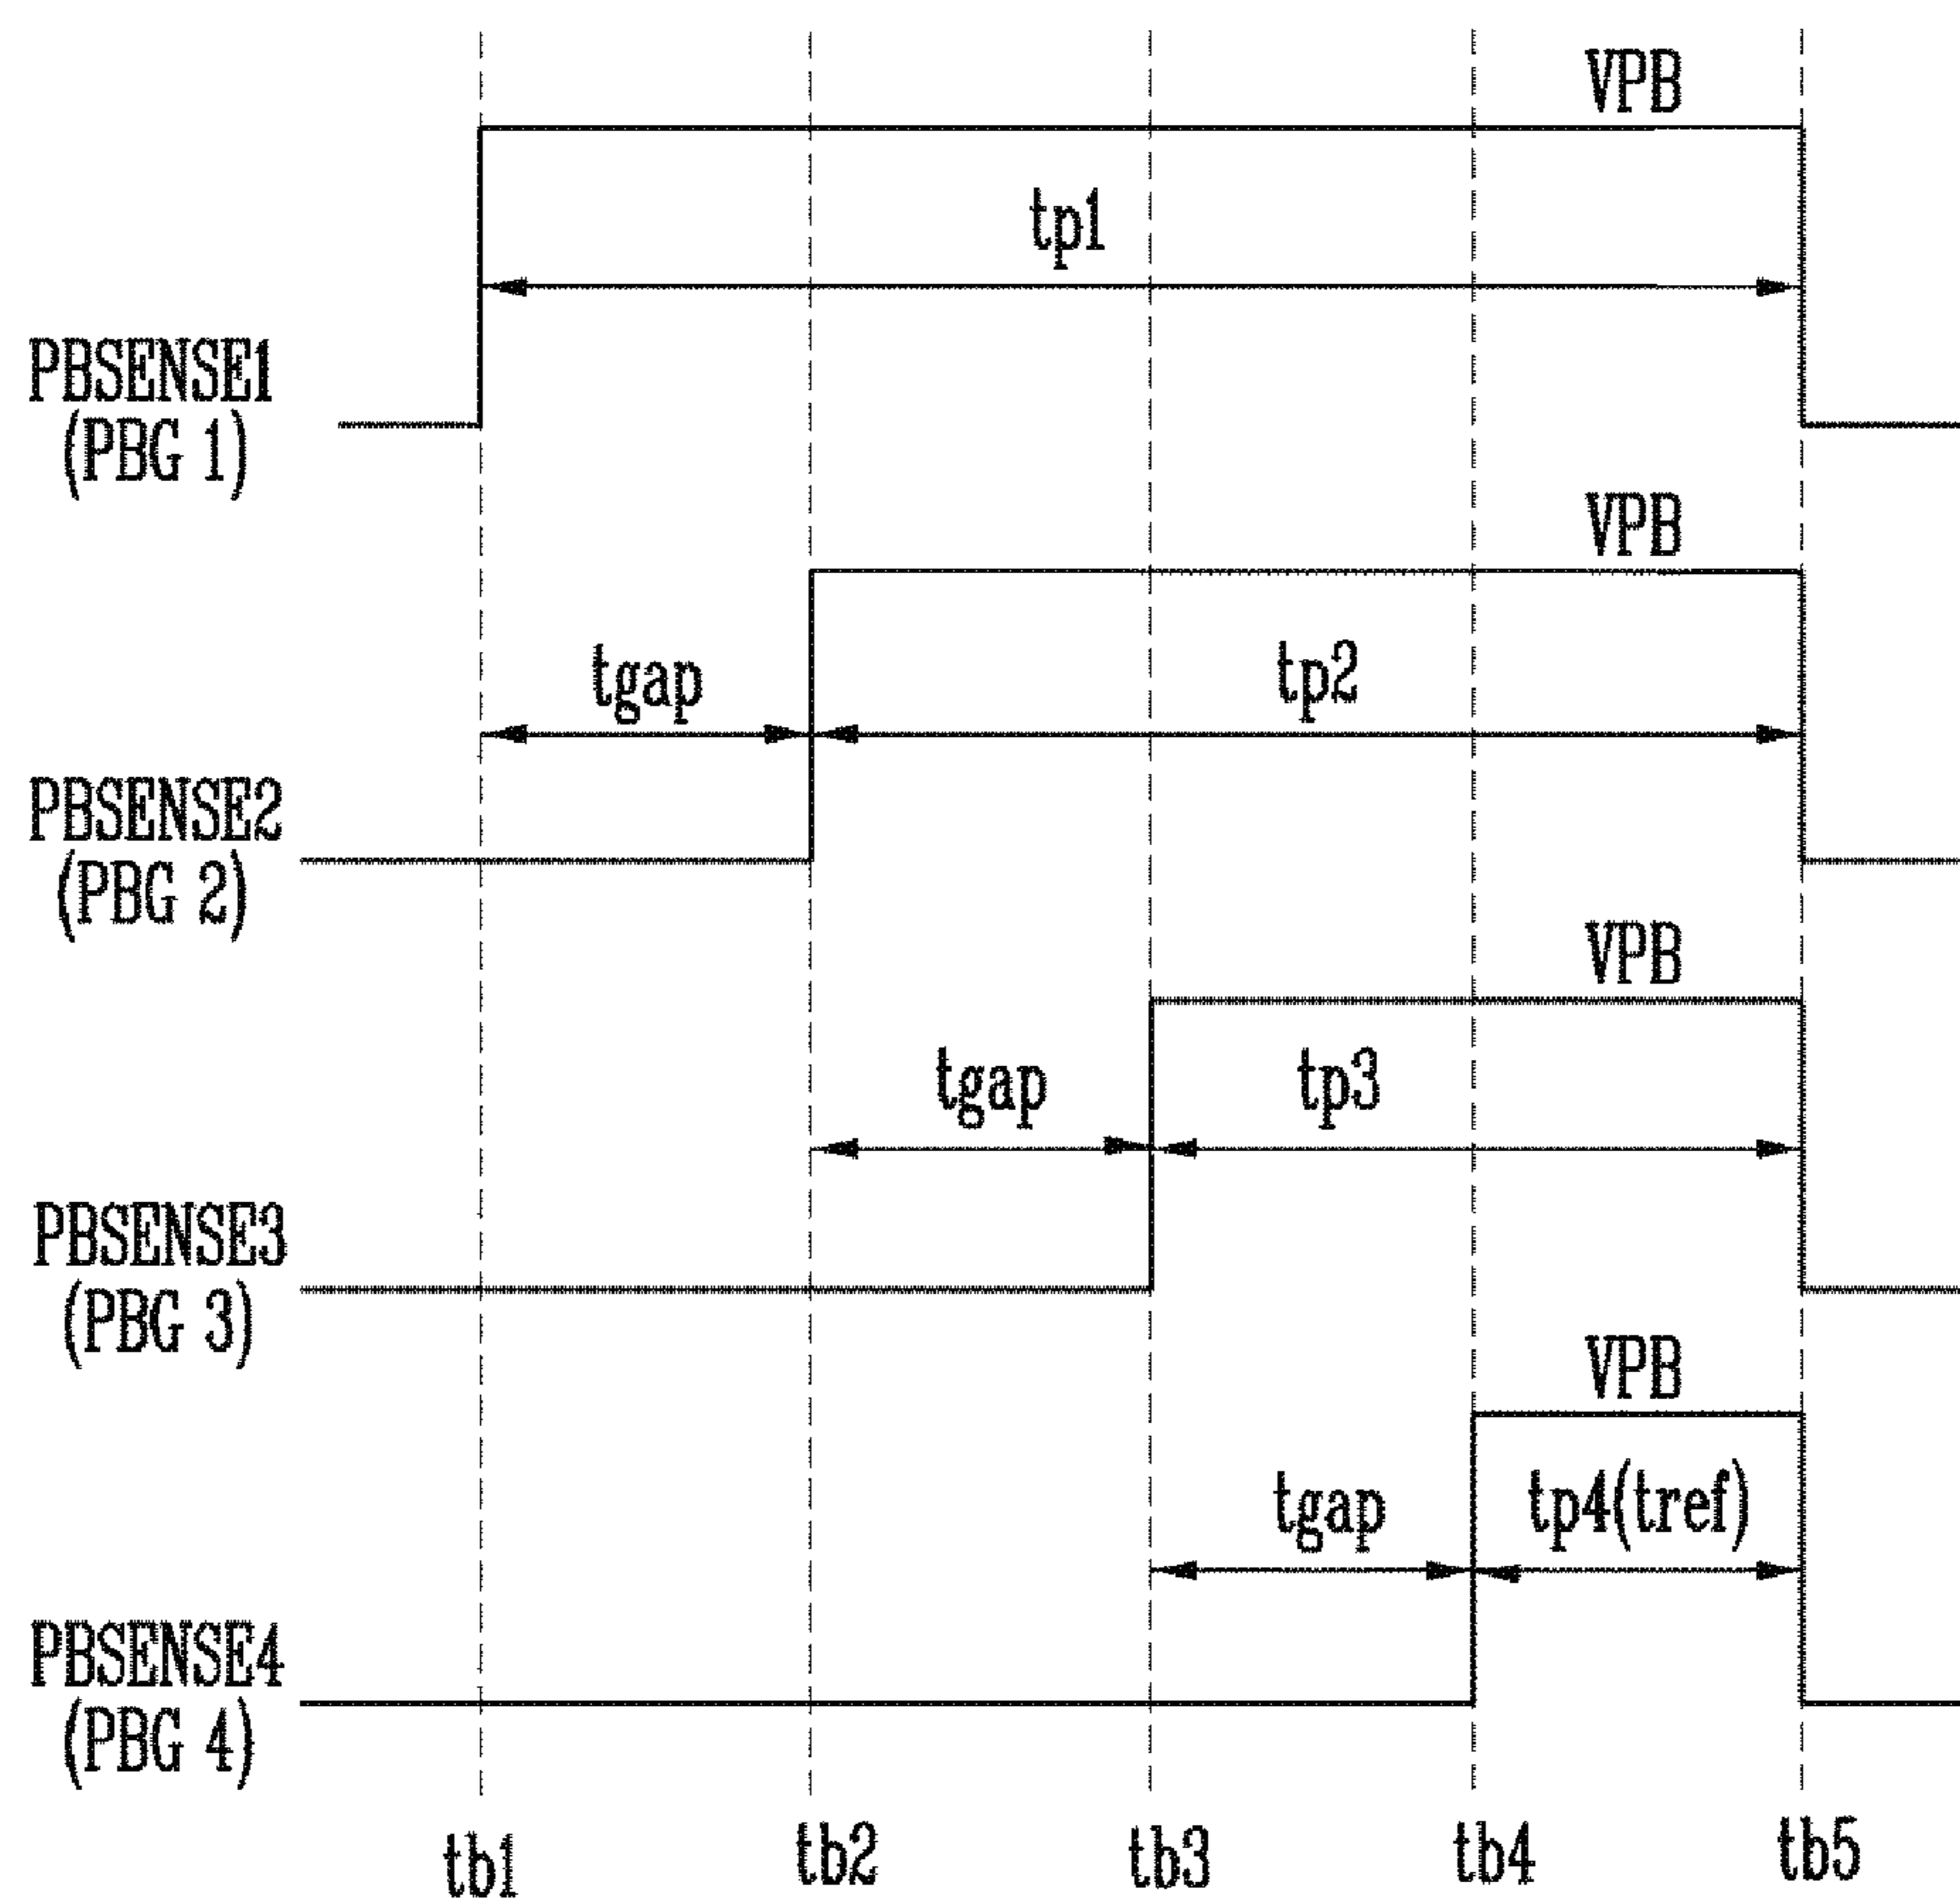 VPB
tp1
PBSENSE1
(PBG 1)
VPB
tgap
tp2
PBSENSE2
(PBG 2)
VPB
tgap
tp3
PBSENSE3
(PBG 3)
VPB
tgap
tp4(tref)
PBSENSE4
(PBG 4)
tb1
tb2
tb3
tb4
tb5